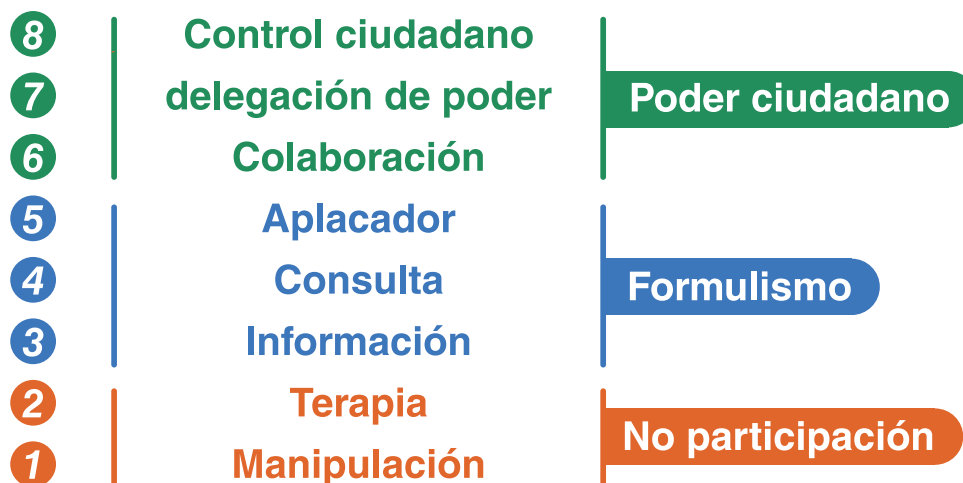 8 Control ciudadano
7 delegación de poder Poder ciudadano
6 Colaboración
5 Aplacador
4 Consulta Formulismo
3 Información
2 Terapia
No participación
1 Manipulación